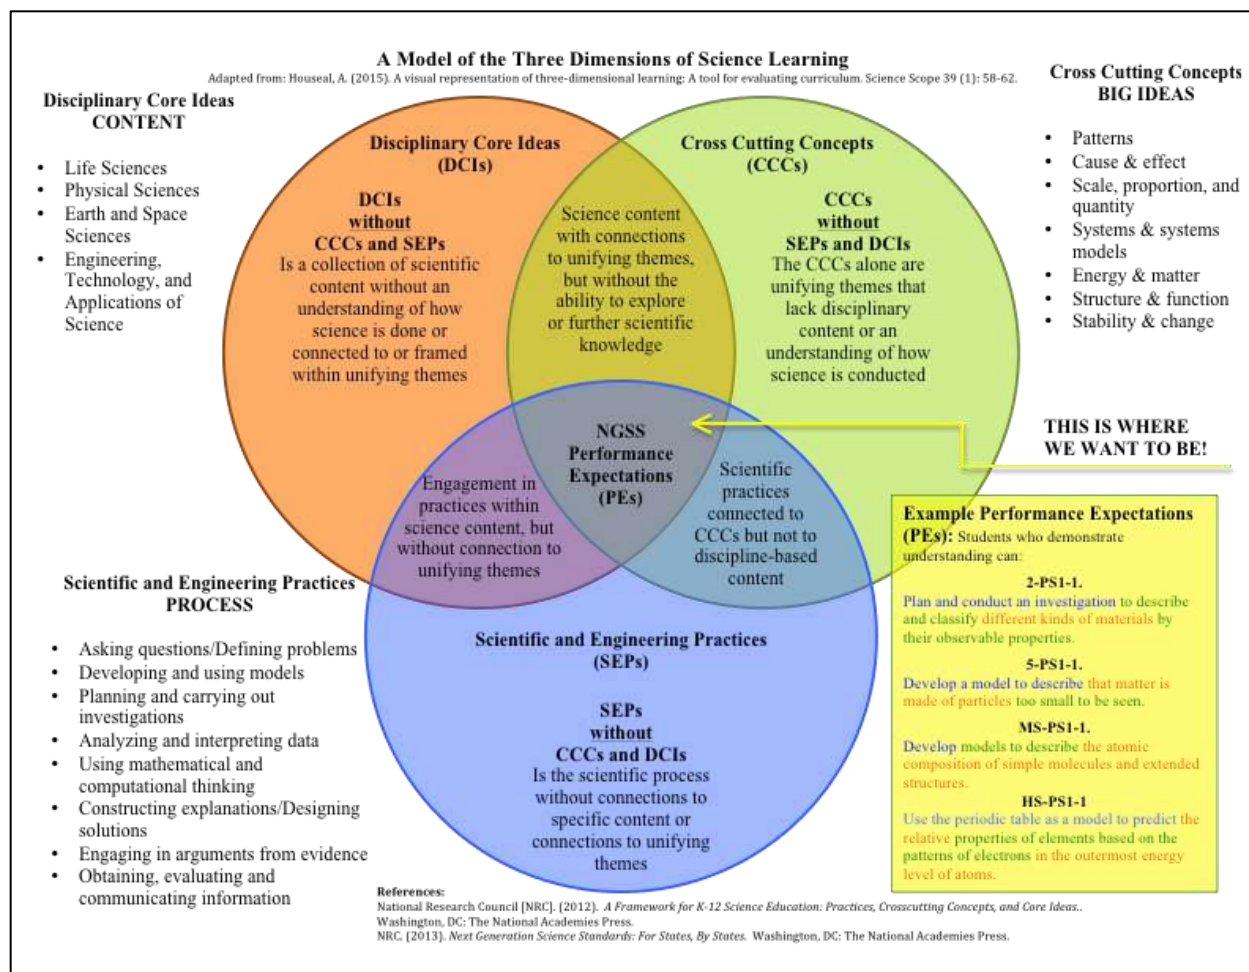 A Model of the Three Dimensions of Science Learning
Adapted from: Houseal, A. (2015). A visual representation of three-dimensional learning: A tool for evaluating curriculum. Science Scope 39 (1): 58-62.
Disciplinary Core Ideas
CONTENT
• Life Sciences
• Physical Sciences
• Earth and Space
Sciences
• Engineering,
Technology, and
Applications of
Science
Disciplinary Core Ideas
(DCIs)
DCIs
without
CCCs and SEPs
Is a collection of scientific
content without an
understanding of how
science is done or
connected to or framed
within unifying themes
Science content
with connections
to unifying themes,
but without the
ability to explore
or further scientific
knowledge
Cross Cutting Concepts
(CCCs)
CCCs
without
SEPs and DCIs
The CCCs alone are
unifying themes that
lack disciplinary
content or an
understanding of how
science is conducted
Cross Cutting Concepts
BIG IDEAS
• Patterns
• Cause & effect
• Scale, proportion, and
quantity
• Systems & systems
models
• Energy & matter
• Structure & function
• Stability & change
THIS IS WHERE
WE WANT TO BE!
NGSS
Performance
Expectations
(PEs)
Engagement in
practices within
science content, but
without connection to
unifying themes
Scientific
practices
connected to
CCCs but not to
discipline-based
content
Scientific and Engineering Practices
PROCESS
• Asking questions/Defining problems
• Developing and using models
• Planning and carrying out
investigations
• Analyzing and interpreting data
• Using mathematical and
computational thinking
• Constructing explanations/Designing
solutions
• Engaging in arguments from evidence
• Obtaining, evaluating and
communicating information
Scientific and Engineering Practices
(SEPs)
SEPs
without
CCCs and DCIs
Is the scientific process
without connections to
specific content or
connections to unifying
themes
Example Performance Expectations
(PEs): Students who demonstrate
understanding can:
2-PS1-1.
Plan and conduct an investigation to describe
and classify different kinds of materials by
their observable properties.
5-PS1-1.
Develop a model to describe that matter is
made of particles too small to be seen.
MS-PS1-1.
Develop models to describe the atomic
composition of simple molecules and extended
structures.
HS-PS1-1
Use the periodic table as a model to predict the
relative properties of elements based on the
patterns of electrons in the outermost energy
level of atoms.
References:
National Research Council [NRC]. (2012). A Framework for K-12 Science Education: Practices, Crosscutting Concepts, and Core Ideas..
Washington, DC: The National Academies Press.
NRC. (2013). Next Generation Science Standards: For States, By States. Washington, DC: The National Academies Press.